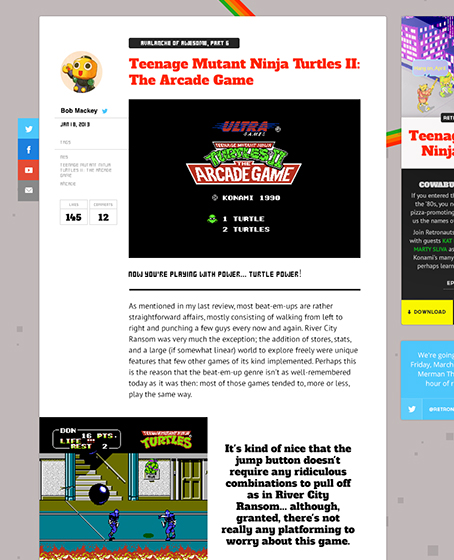 AVALANCHE OF AWESOME, PART 6
Teenage Mutant Ninja Turtles II:
The Arcade Game
Bob Mackey
JAN 18, 2013
TAGS
NES
TEENAGE MUTANT NINJA
TURTLES II: THE ARCADE
GAME
ARCADE
LIKES
COMMENTS
145
12
ULTRA
GAMES
TEENAGE MUTANT NINJA
TURTLES II
THE
ARCADE GAME
© KONAMI 1990
1 TURTLE
2 TURTLES
NOW YOU'RE PLAYING WITH POWER... TURTLE POWER!
As mentioned in my last review, most beat-em-ups are rather
straightforward affairs, mostly consisting of walking from left to
right and punching a few guys every now and again. River City
Ransom was very much the exception; the addition of stores, stats,
and a large (if somewhat linear) world to explore freely were unique
features that few other games of its kind implemented. Perhaps this
is the reason that the beat-em-up genre isn't as well-remembered
today as it was then: most of those games tended to, more or less,
play the same way.
DON
16 PTS.
LIFE
REST 2
TEENAGE MUTANT NINJA
TURTLES
It's kind of nice that the
jump button doesn't
require any ridiculous
combinations to pull off
as in River City
Ransom... although,
granted, there's not
really any platforming to
worry about this game.
RET
Teena
Ninja
COWABU
If you entered th
the '80s, you no
pizza-promoting
us the names o
Join Retronauts
with guests KAT
MARTY SLIVA as
Konami's many
perhaps learn
EP
DOWNLOAD
We're going
Friday, March
Merman Th
hour of r
@RETRON